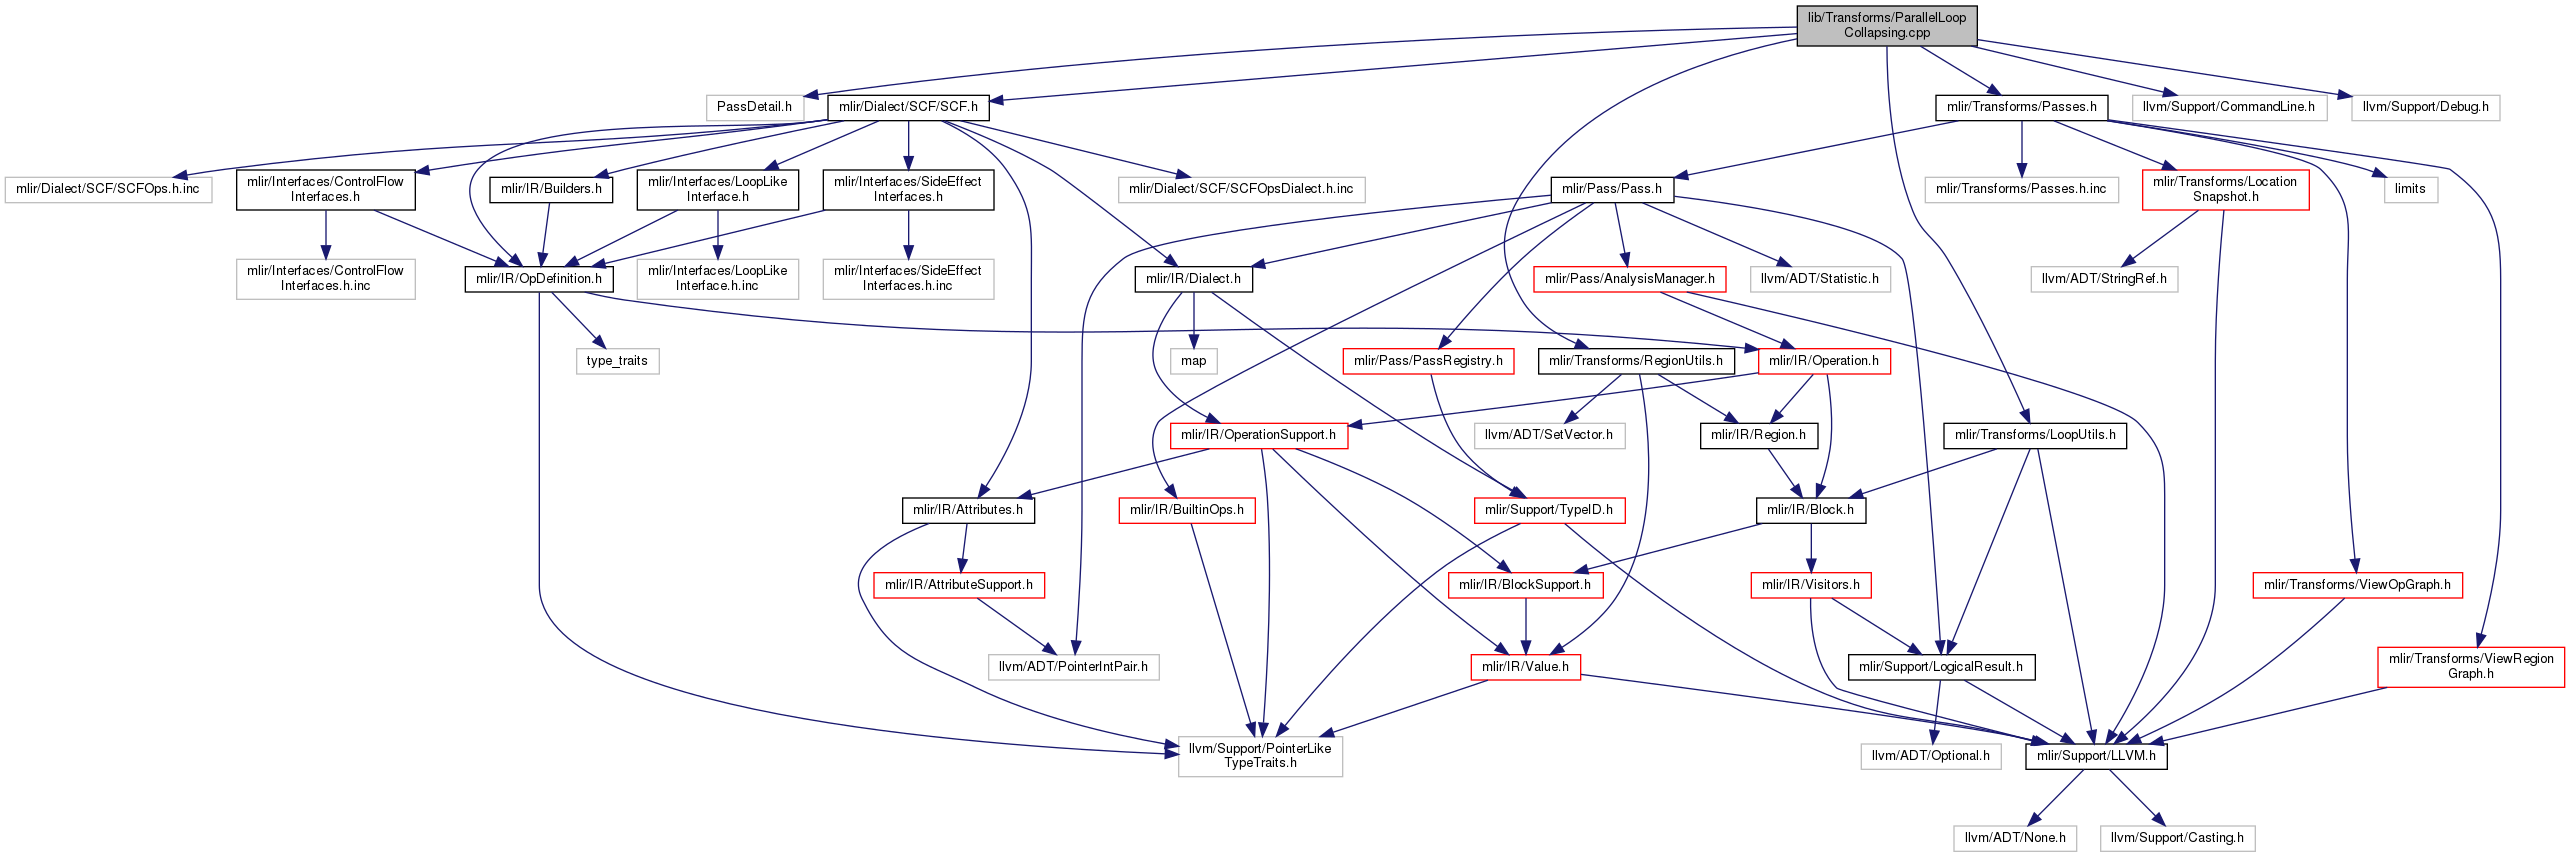 lib/Transforms/ParallelLoop
Collapsing.cpp
PassDetail.h
mlir/Dialect/SCF/SCF.h
mlir/Transforms/Passes.h
llvm/Support/CommandLine.h
llvm/Support/Debug.h
mlir/Dialect/SCF/SCFOps.h.inc
mlir/Interfaces/ControlFlow
Interfaces.h
mlir/IR/Builders.h
mlir/Interfaces/LoopLike
Interface.h
mlir/Interfaces/SideEffect
Interfaces.h
mlir/Dialect/SCF/SCFOpsDialect.h.inc
mlir/Pass/Pass.h
mlir/Transforms/Passes.h.inc
mlir/Transforms/Location
Snapshot.h
limits
mlir/Interfaces/ControlFlow
Interfaces.h.inc
mlir/IR/OpDefinition.h
mlir/Interfaces/LoopLike
Interface.h.inc
mlir/Interfaces/SideEffect
Interfaces.h.inc
mlir/IR/Dialect.h
mlir/Pass/AnalysisManager.h
llvm/ADT/Statistic.h
llvm/ADT/StringRef.h
type_traits
map
mlir/Pass/PassRegistry.h
mlir/Transforms/RegionUtils.h
mlir/IR/Operation.h
mlir/IR/OperationSupport.h
llvm/ADT/SetVector.h
mlir/IR/Region.h
mlir/Transforms/LoopUtils.h
mlir/IR/Attributes.h
mlir/IR/BuiltinOps.h
mlir/Support/TypeID.h
mlir/IR/Block.h
mlir/IR/AttributeSupport.h
mlir/IR/BlockSupport.h
mlir/IR/Visitors.h
mlir/Transforms/ViewOpGraph.h
llvm/ADT/PointerIntPair.h
mlir/IR/Value.h
mlir/Support/LogicalResult.h
mlir/Transforms/ViewRegion
Graph.h
llvm/Support/PointerLike
TypeTraits.h
llvm/ADT/Optional.h
mlir/Support/LLVM.h
llvm/ADT/None.h
llvm/Support/Casting.h